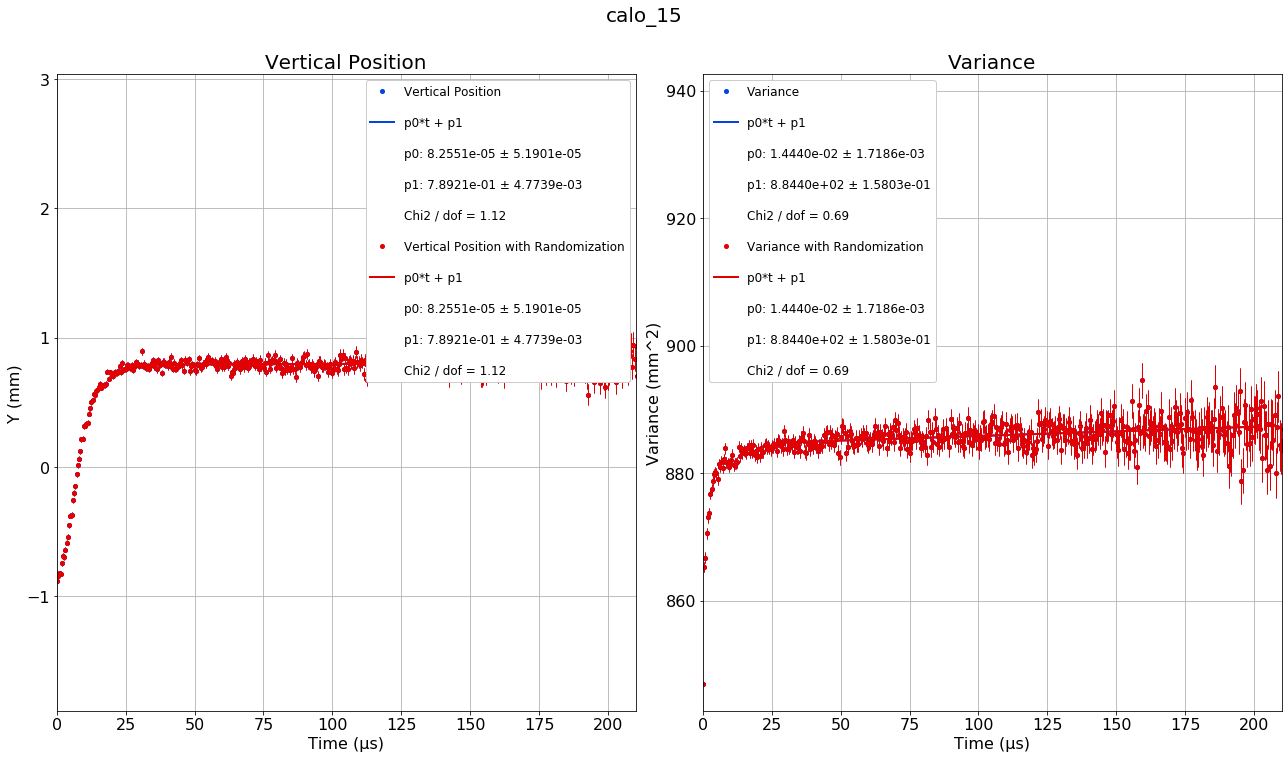 calo_15
Vertical Position
3
2
1
0
−1
Y (mm)
0 25 50 75 100 125 150 175 200
Time (µs)
Vertical Position
p0*t + p1
p0: 8.2551e-05 ± 5.1901e-05
p1: 7.8921e-01 ± 4.7739e-03
Chi2 / dof = 1.12
Vertical Position with Randomization
p0*t + p1
p0: 8.2551e-05 ± 5.1901e-05
p1: 7.8921e-01 ± 4.7739e-03
Chi2 / dof = 1.12
Variance
940
920
900
880
860
Variance (mm^2)
0 25 50 75 100 125 150 175 200
Time (µs)
Variance
p0*t + p1
p0: 1.4440e-02 ± 1.7186e-03
p1: 8.8440e+02 ± 1.5803e-01
Chi2 / dof = 0.69
Variance with Randomization
p0*t + p1
p0: 1.4440e-02 ± 1.7186e-03
p1: 8.8440e+02 ± 1.5803e-01
Chi2 / dof = 0.69